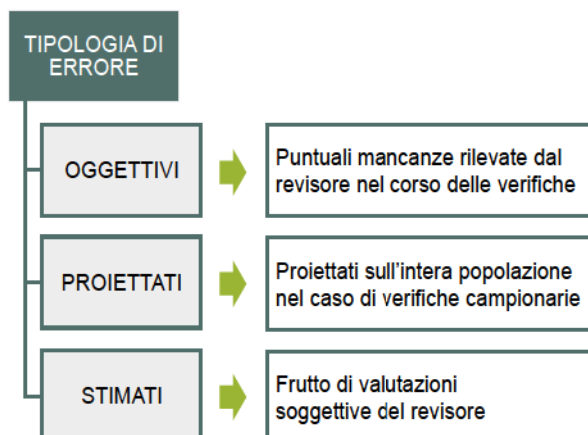 TIPOLOGIA DI
ERRORE
OGGETTIVI
Puntuali mancanze rilevate dal
revisore nel corso delle verifiche
PROIETTATI
Proiettati sull'intera popolazione
nel caso di verifiche campionarie
STIMATI
Frutto di valutazioni
soggettive del revisore